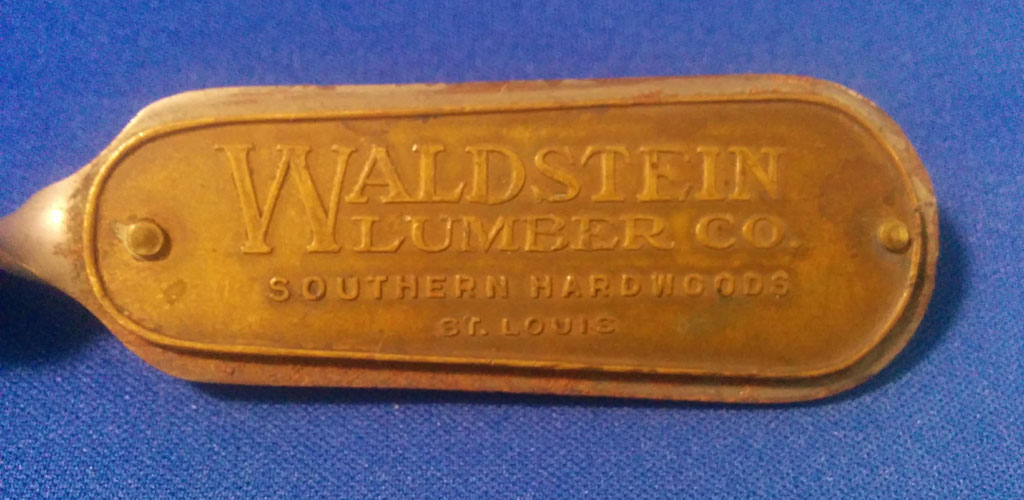 WALDSTEIN
LUMBER CO.
SOUTHERN HARDWOODS
ST. LOUIS